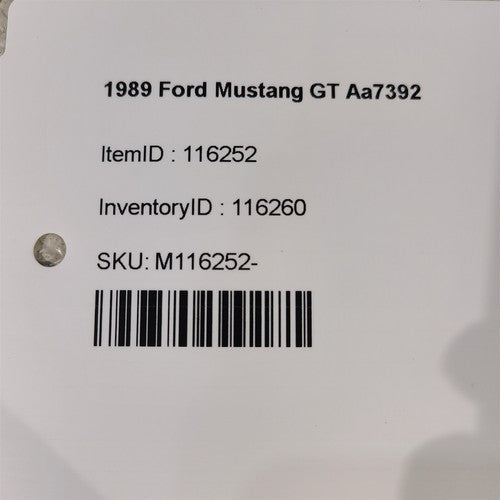 1989 Ford Mustang GT Aa7392
ItemID : 116252
InventoryID : 116260
SKU: M116252-